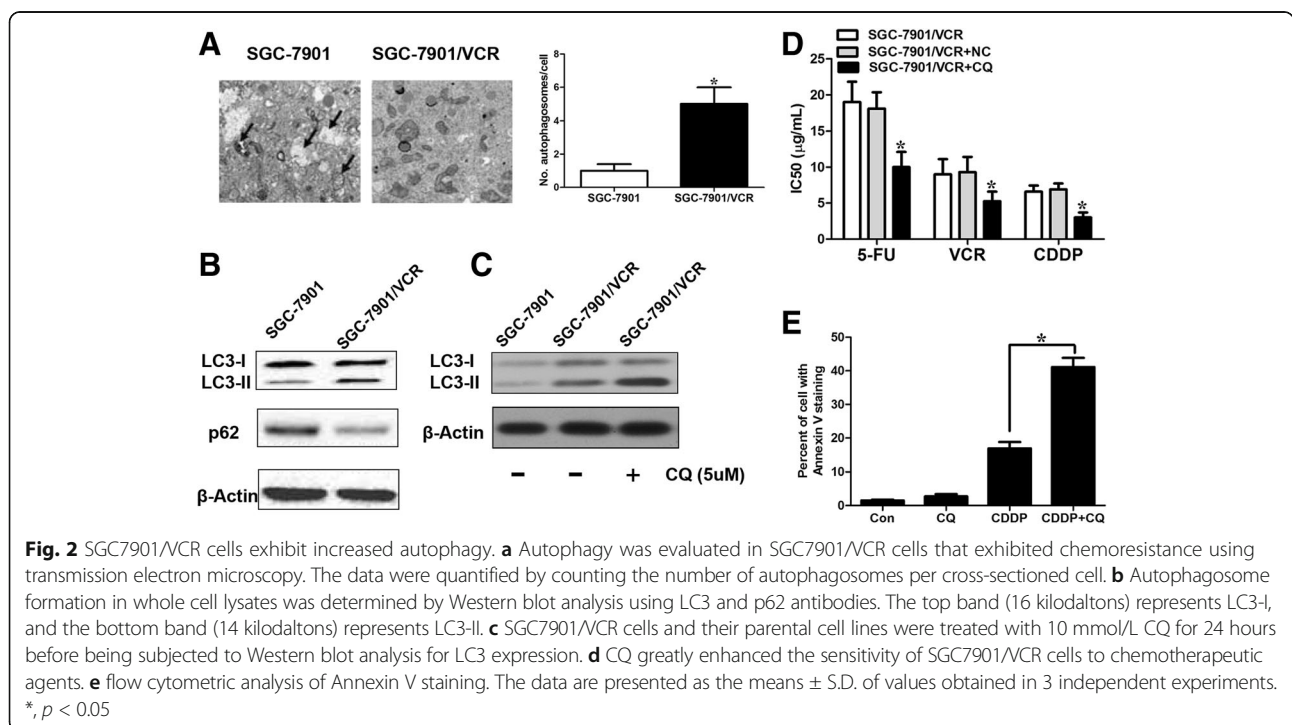 A
SGC-7901
SGC-7901/VCR
No. autophagosomes/cell
8
6
4
2
0
*
SGC-7901
SGC-7901/VCR
D
SGC-7901/VCR
SGC-7901/VCR+NC
SGC-7901/VCR+CQ
IC50 (μg/mL)
25
20
15
10
5
0
*
*
*
5-FU
VCR
CDDP
B
SGC-7901
SGC-7901/VCR
LC3-I
LC3-II
p62
β-Actin
C
SGC-7901
SGC-7901/VCR
SGC-7901/VCR
LC3-I
LC3-II
β-Actin
– – + CQ (5uM)
E
Percent of cell with
Annexin V staining
50
40
30
20
10
0
*
Con
CQ
CDDP
CDDP+CQ
Fig. 2 SGC7901/VCR cells exhibit increased autophagy. a Autophagy was evaluated in SGC7901/VCR cells that exhibited chemoresistance using
transmission electron microscopy. The data were quantified by counting the number of autophagosomes per cross-sectioned cell. b Autophagosome
formation in whole cell lysates was determined by Western blot analysis using LC3 and p62 antibodies. The top band (16 kilodaltons) represents LC3-I,
and the bottom band (14 kilodaltons) represents LC3-II. c SGC7901/VCR cells and their parental cell lines were treated with 10 mmol/L CQ for 24 hours
before being subjected to Western blot analysis for LC3 expression. d CQ greatly enhanced the sensitivity of SGC7901/VCR cells to chemotherapeutic
agents. e flow cytometric analysis of Annexin V staining. The data are presented as the means ± S.D. of values obtained in 3 independent experiments.
*, p < 0.05